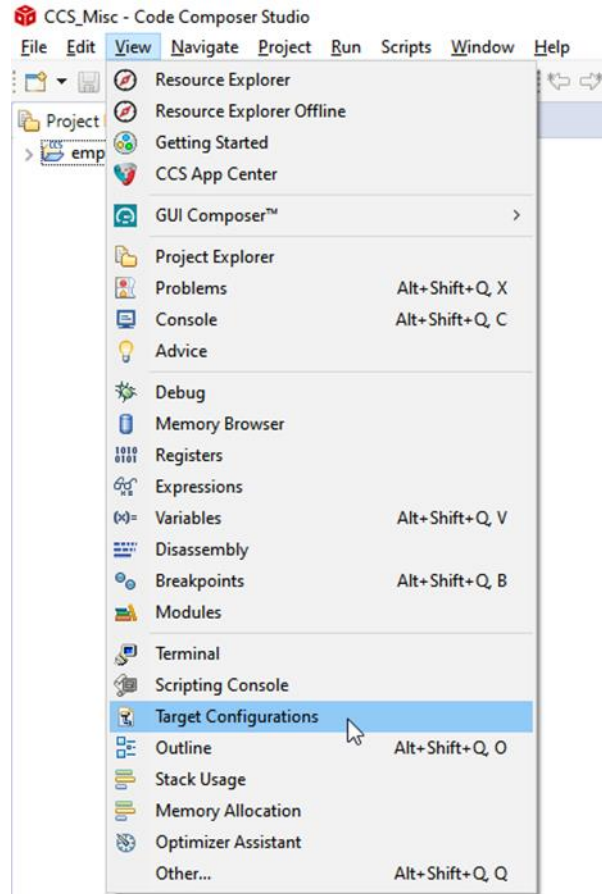 CCS_Misc - Code Composer Studio
File Edit View Navigate Project Run Scripts Window Help
Project
emp
Resource Explorer
Resource Explorer Offline
Getting Started
CCS App Center
GUI Composer™ >
Project Explorer
Problems Alt+Shift+Q, X
Console Alt+Shift+Q, C
Advice
Debug
Memory Browser
Registers
Expressions
Variables Alt+Shift+Q, V
Disassembly
Breakpoints Alt+Shift+Q, B
Modules
Terminal
Scripting Console
Target Configurations
Outline Alt+Shift+Q, O
Stack Usage
Memory Allocation
Optimizer Assistant
Other... Alt+Shift+Q, Q